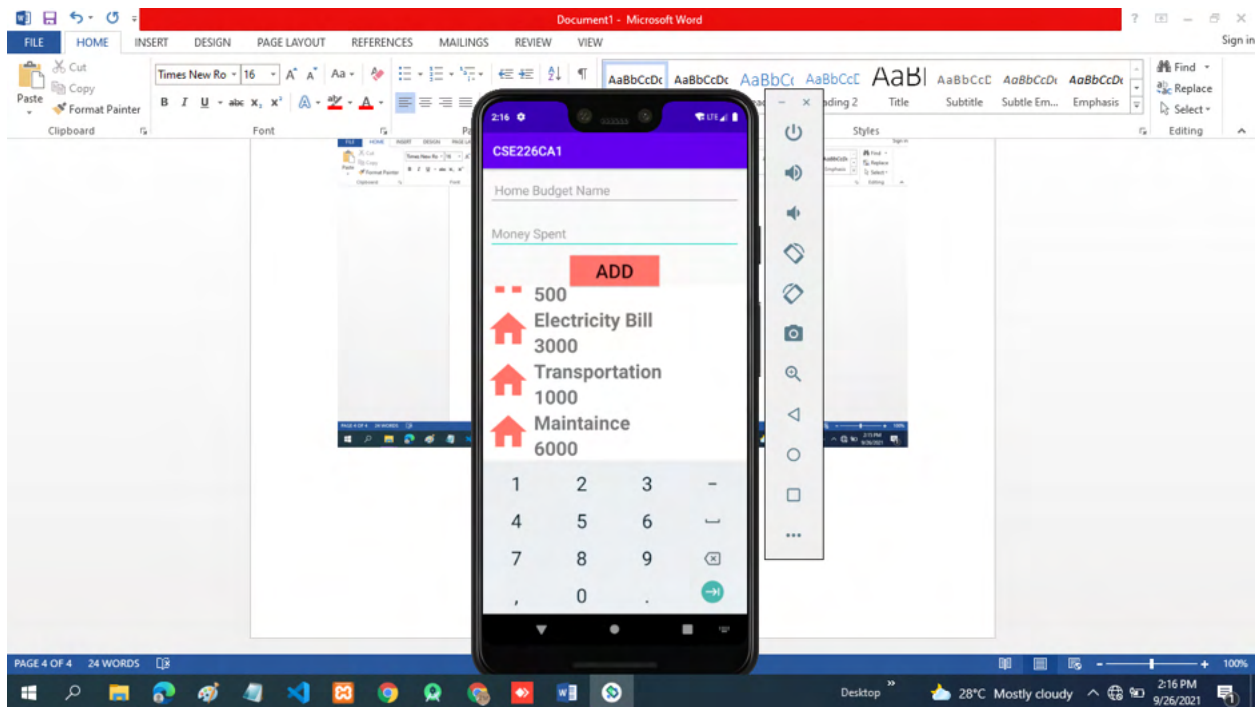 Document1 - Microsoft Word
FILE HOME INSERT DESIGN PAGE LAYOUT REFERENCES MAILINGS REVIEW VIEW Sign in
Cut
Copy
Format Painter
Paste
Times New Ro 16
Clipboard
Font
AaBbCcDc AaBbCcDc AaBbCc AaBbCcE AaBl AaBbCcC AaBbCcDc AaBbCcDc
ading 2 Title Subtitle Subtle Em... Emphasis
Styles
Find
Replace
Select
Editing
2:16 LTE
CSE226CA1
Home Budget Name
Money Spent
ADD
500
Electricity Bill
3000
Transportation
1000
Maintaince
6000
1 2 3 -
4 5 6
7 8 9
, 0 .
PAGE 4 OF 4 24 WORDS 100%
Desktop 28°C Mostly cloudy 2:16 PM
9/26/2021